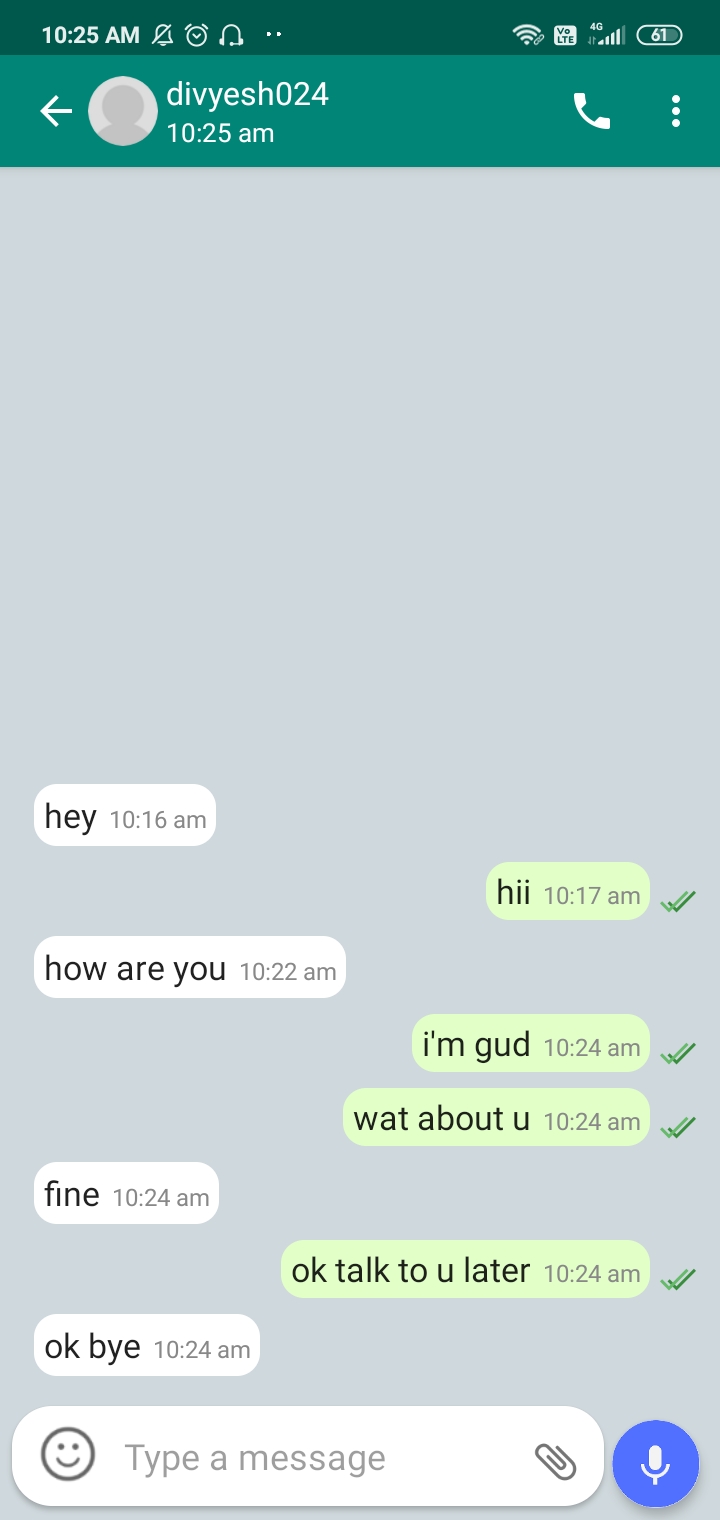 10:25 AM 4G Vo LTE 61
divyesh024
10:25 am
hey 10:16 am
hii 10:17 am
how are you 10:22 am
i'm gud 10:24 am
wat about u 10:24 am
fine 10:24 am
ok talk to u later 10:24 am
ok bye 10:24 am
Type a message